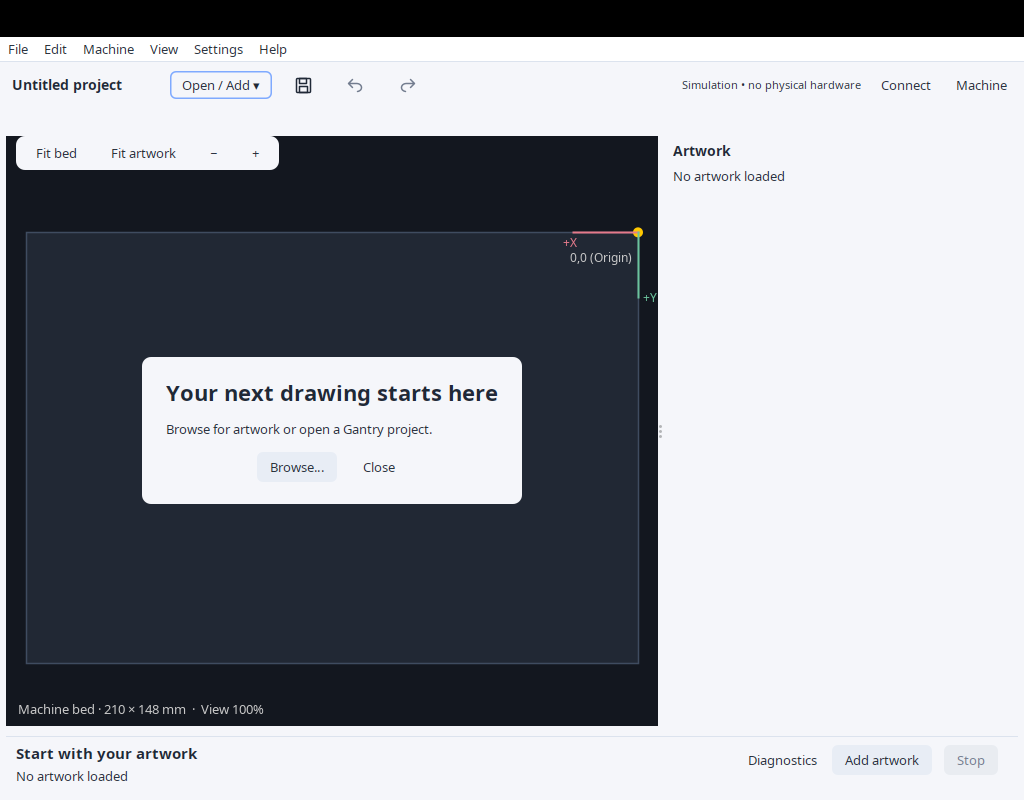 File Edit Machine View Settings Help
Untitled project Open / Add ▾ Simulation • no physical hardware Connect Machine
Fit bed Fit artwork − +
Artwork
No artwork loaded
+X
0,0 (Origin)
+Y
Your next drawing starts here
Browse for artwork or open a Gantry project.
Browse... Close
Machine bed · 210 × 148 mm · View 100%
Start with your artwork
No artwork loaded
Diagnostics Add artwork Stop